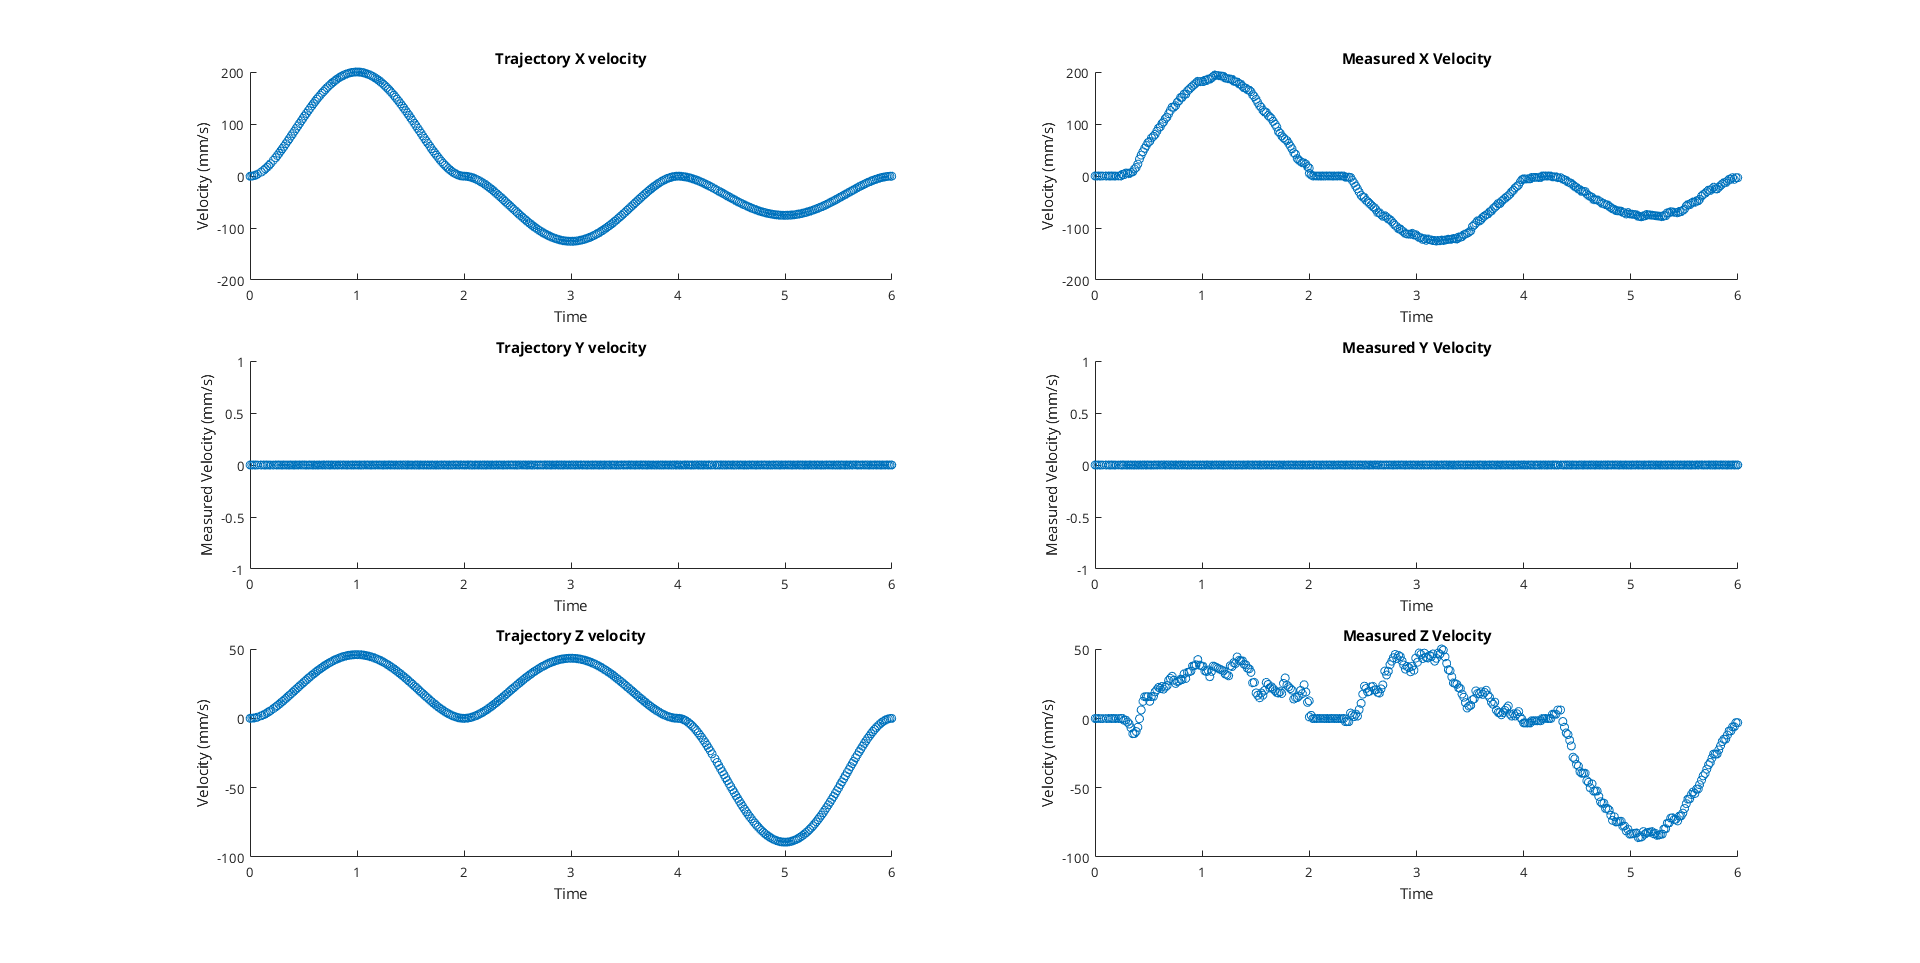 Trajectory X velocity
Velocity (mm/s)
200
100
0
-100
-200
0 1 2 3 4 5 6
Time
Measured X Velocity
Velocity (mm/s)
200
100
0
-100
-200
0 1 2 3 4 5 6
Time
Trajectory Y velocity
Measured Velocity (mm/s)
1
0.5
0
-0.5
-1
0 1 2 3 4 5 6
Time
Measured Y Velocity
Measured Velocity (mm/s)
1
0.5
0
-0.5
-1
0 1 2 3 4 5 6
Time
Trajectory Z velocity
Velocity (mm/s)
50
0
-50
-100
0 1 2 3 4 5 6
Time
Measured Z Velocity
Velocity (mm/s)
50
0
-50
-100
0 1 2 3 4 5 6
Time